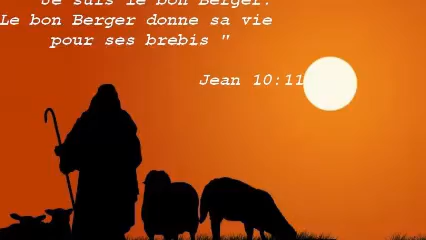 Je suis le bon Berger.
Le bon Berger donne sa vie
pour ses brebis "
Jean 10:11